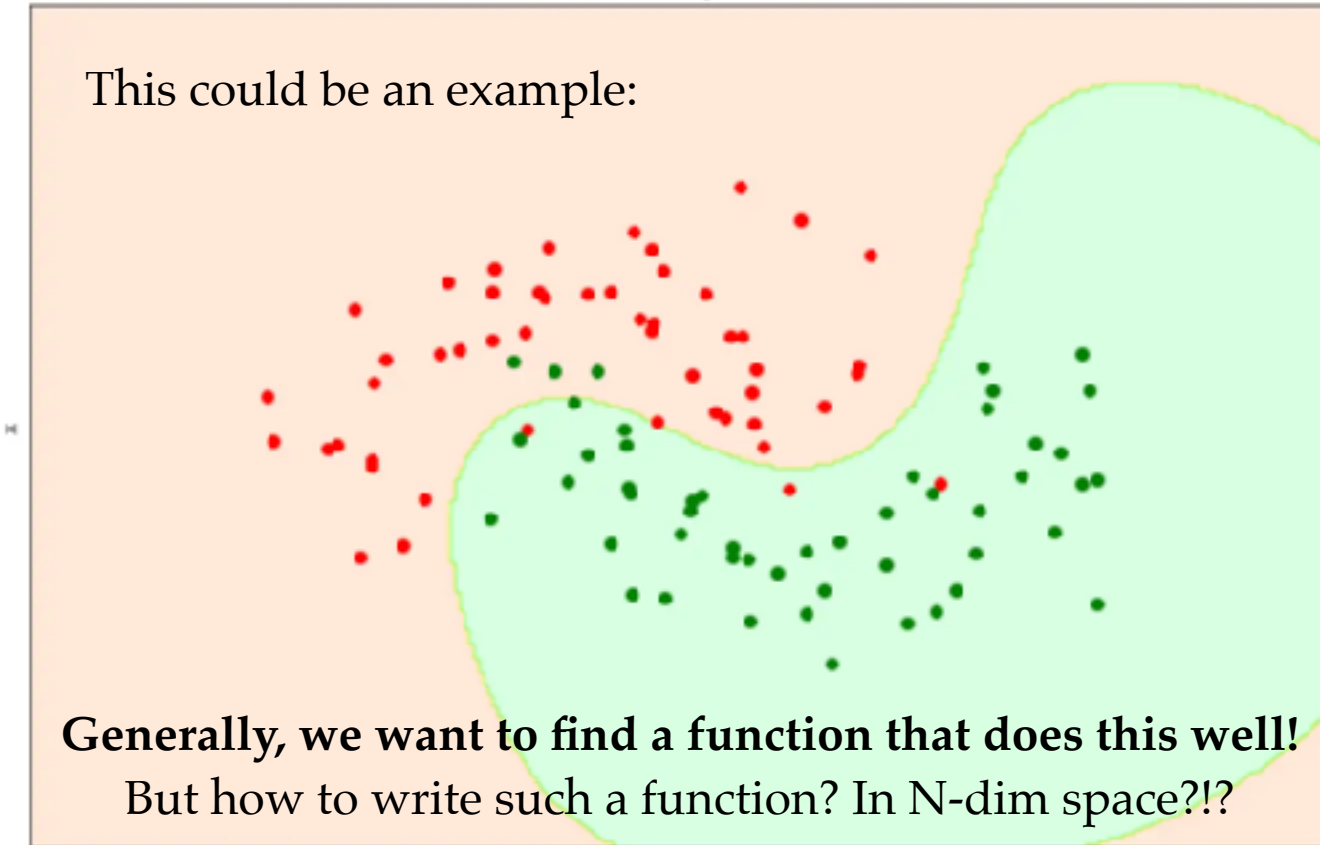 This could be an example:
Generally, we want to find a function that does this well!
But how to write such a function? In N-dim space?!?